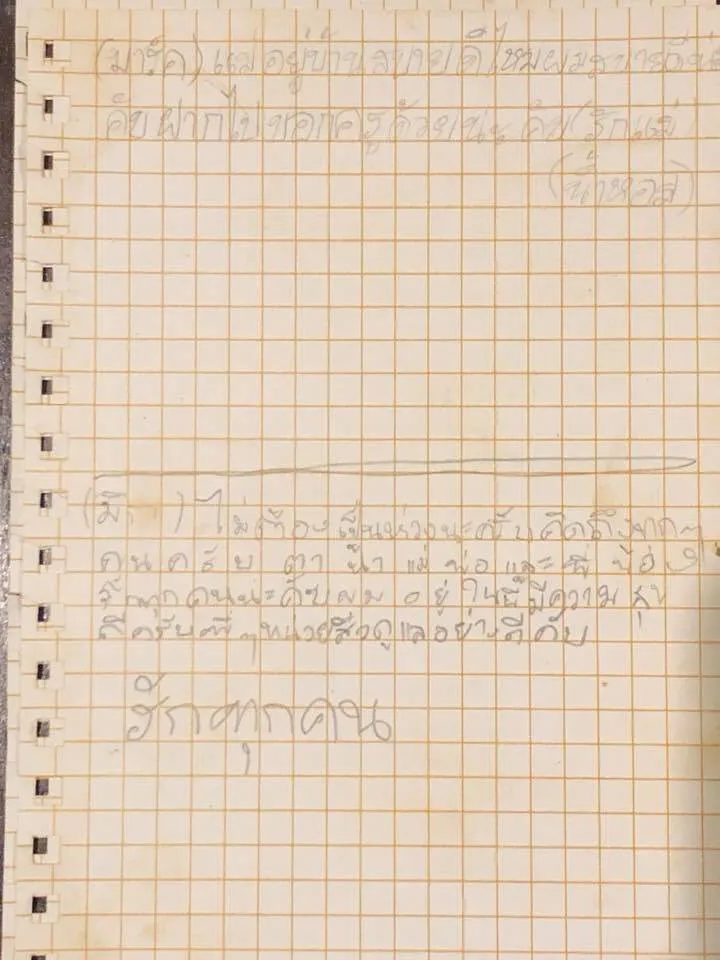 (มาร์ค) แม่อยู่บ้านสบายดีไหมผมสบายดีน่
คับฝากไปบอกครูด้วยนะคับ(รักแม่)
(น้ำหอม)
(มิ ) ไม่ต้องเป็นห่วงนะครับคิดถึงทุกๆ
คนครับ ตา น้า แม่ พ่อ และ พี่ น้อง
รักทุกคนนะคับผม อยู่ในนี้มีความสุข
ดีครับพี่ๆหน่วยซีวดูแลอย่างดีคับ
รักทุกคน